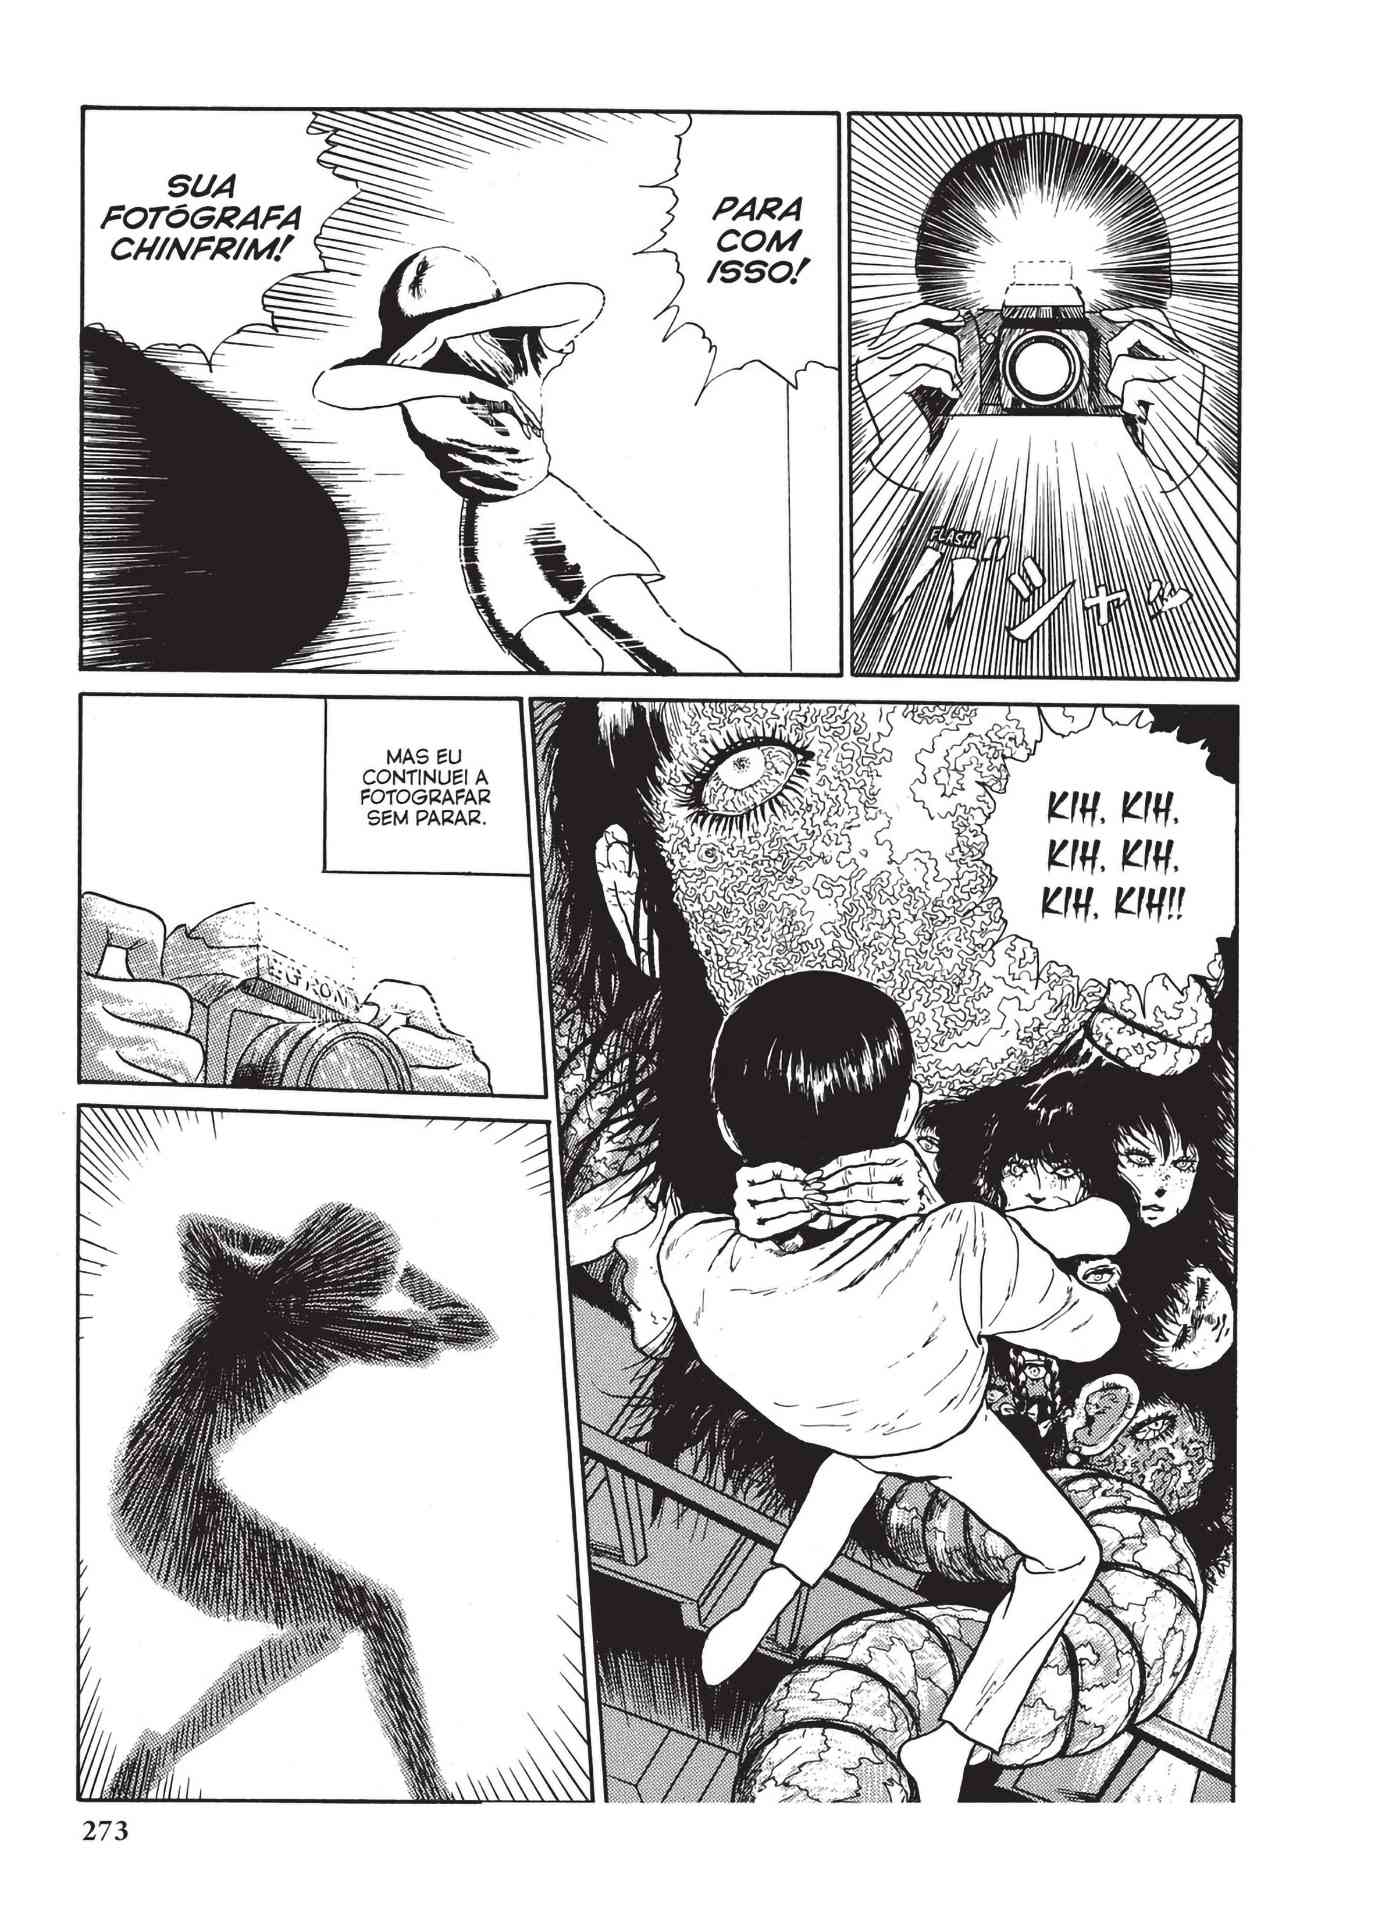 FLASH!
バシャッ
PARA
COM
ISSO!
SUA
FOTÓGRAFA
CHINFRIM!
KIH, KIH,
KIH, KIH,
KIH, KIH!!
MAS EU
CONTINUEI A
FOTOGRAFAR
SEM PARAR.
273